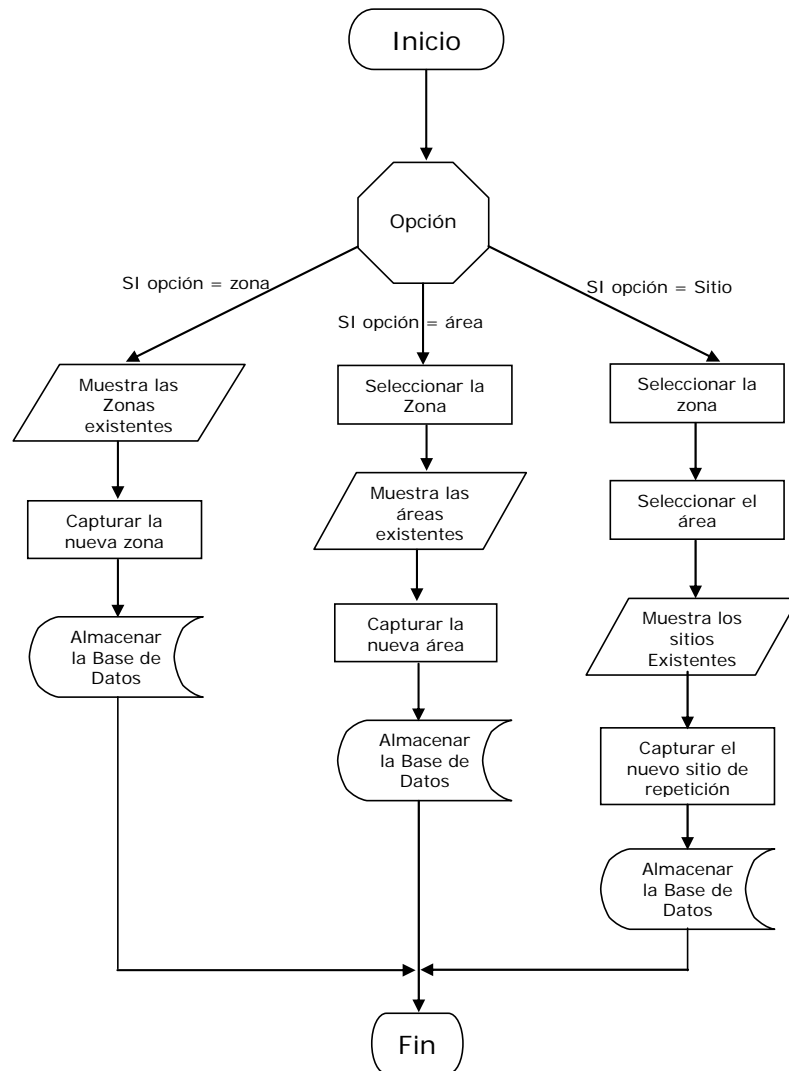 Inicio
Opción
SI opción = zona
SI opción = área
SI opción = Sitio
Muestra las
Zonas
existentes
Capturar la
nueva zona
Almacenar
la Base de
Datos
Seleccionar la
Zona
Muestra las
áreas
existentes
Capturar la
nueva área
Almacenar
la Base de
Datos
Seleccionar la
zona
Seleccionar el
área
Muestra los
sitios
Existentes
Capturar el
nuevo sitio de
repetición
Almacenar
la Base de
Datos
Fin